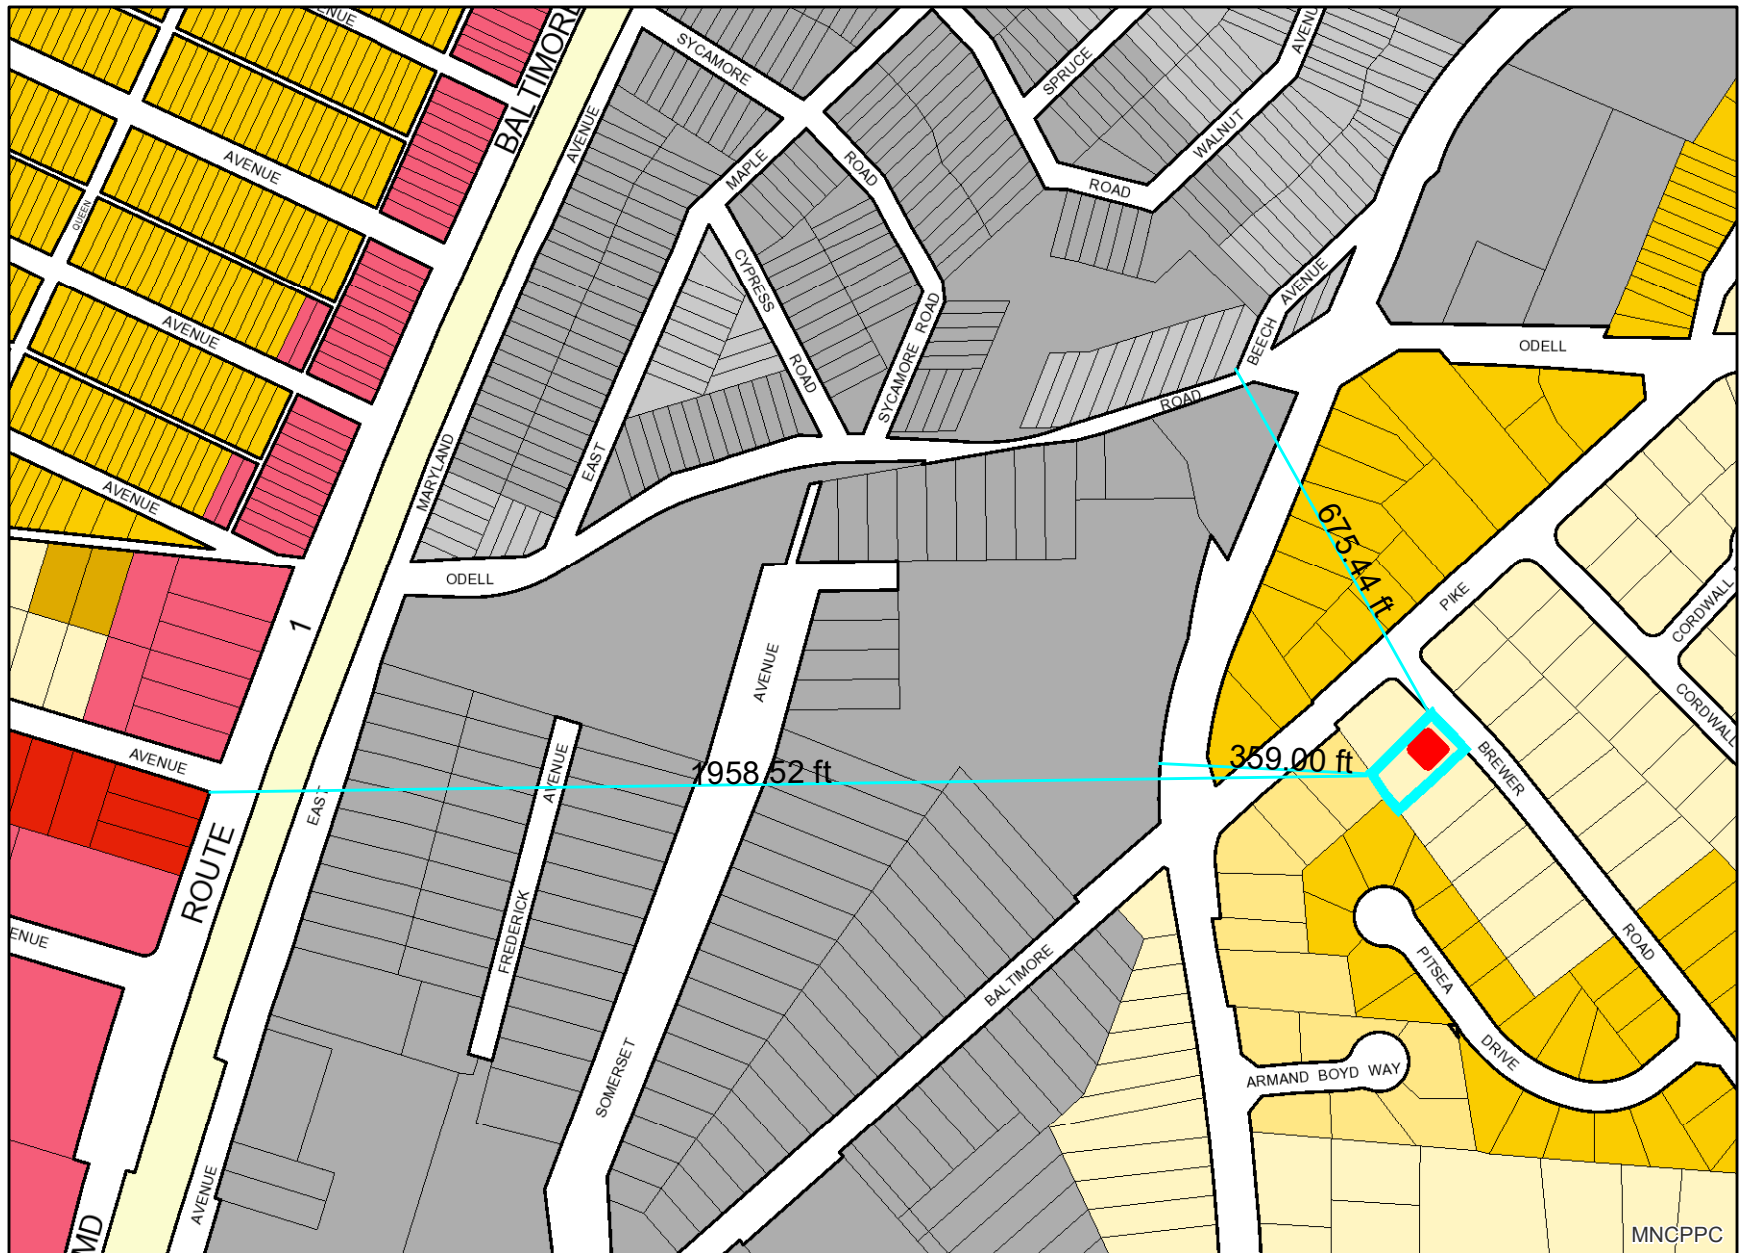 ENUE
BALTIMORE
SYCAMORE
AVENUE
SPRUCE
AVENUE
AVENUE
WALNUT
MAPLE
ROAD
ROAD
QUEEN
CYPRESS
AVENUE
BEECH
SYCAMORE ROAD
AVENUE
ROAD
ODELL
ROAD
MARYLAND
EAST
AVENUE
675.44 ft
ODELL
PIKE
CORDWALL
1
AVENUE
CORDWALL
AVENUE
AVENUE
1958.52 ft
359.00 ft
BREWER
EAST
ROUTE
FREDERICK
ENUE
BALTIMORE
PITSEA
ROAD
SOMERSET
DRIVE
ARMAND BOYD WAY
AVENUE
MD
MNCPPC